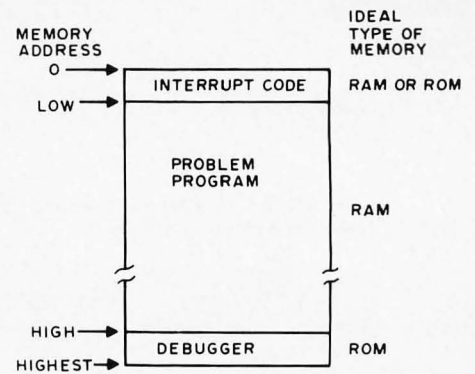 IDEAL
TYPE OF
MEMORY
MEMORY
ADDRESS
0
INTERRUPT CODE
RAM OR ROM
LOW
PROBLEM
PROGRAM
RAM
HIGH
DEBUGGER
ROM
HIGHEST